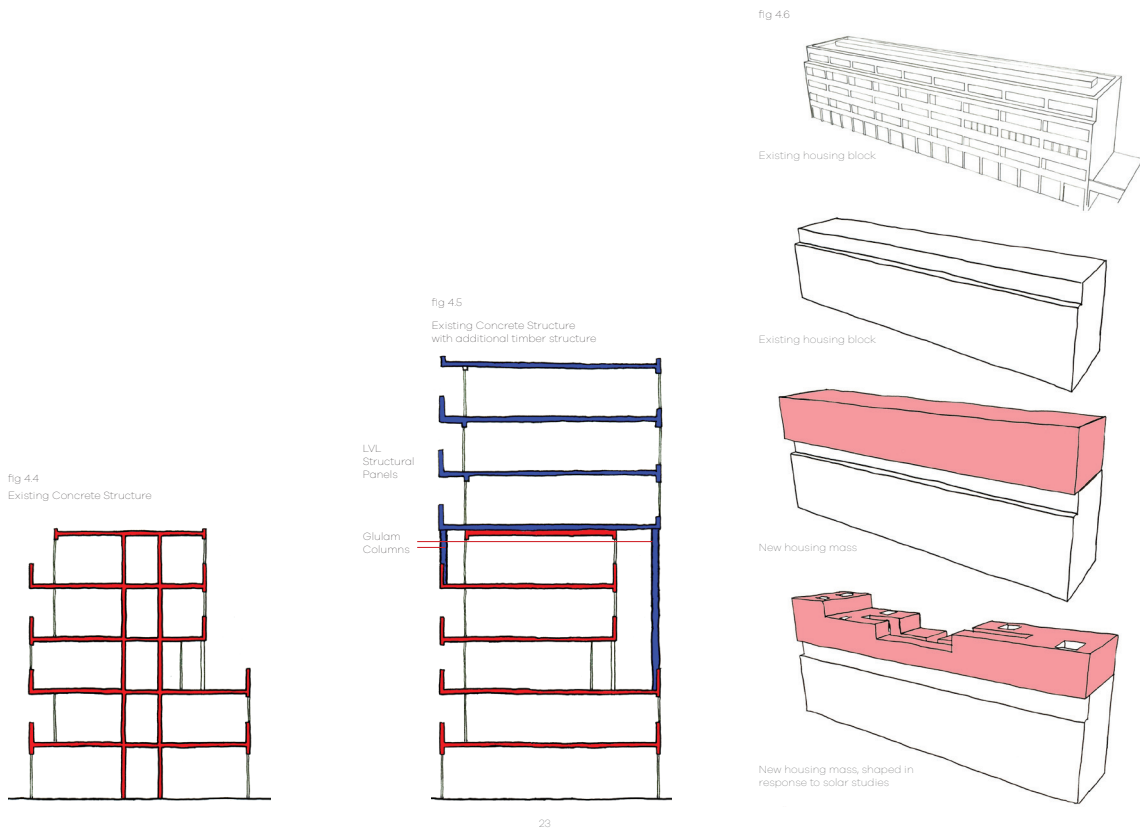 fig 4.4
Existing Concrete Structure
fig 4.5
Existing Concrete Structure
with additional timber structure
LVL
Structural
Panels
Glulam
Columns
fig 4.6
Existing housing block
Existing housing block
New housing mass
New housing mass, shaped in
response to solar studies
23